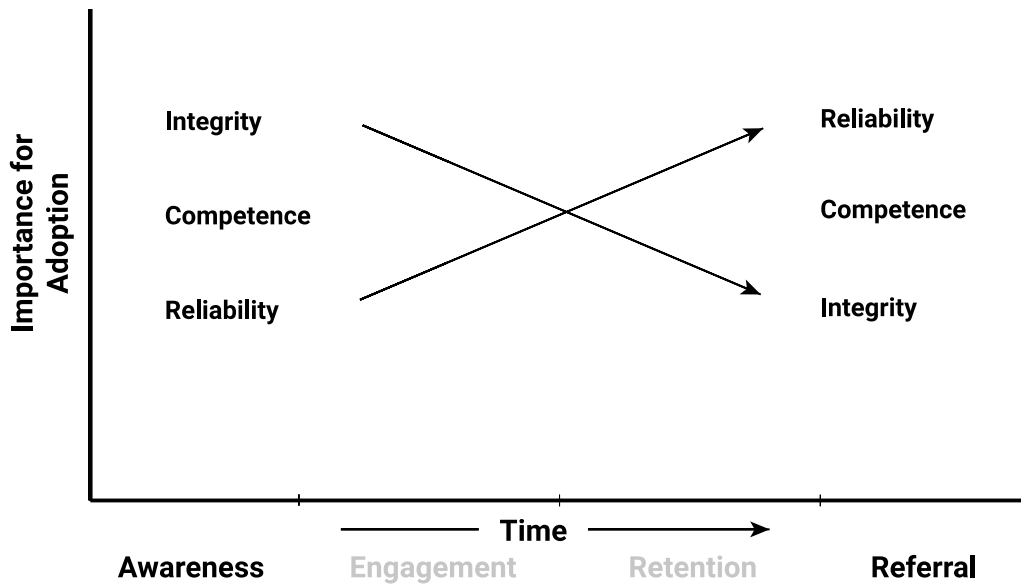 Importance for
Adoption
Integrity
Competence
Reliability
Reliability
Competence
Integrity
Time
Awareness
Engagement
Retention
Referral